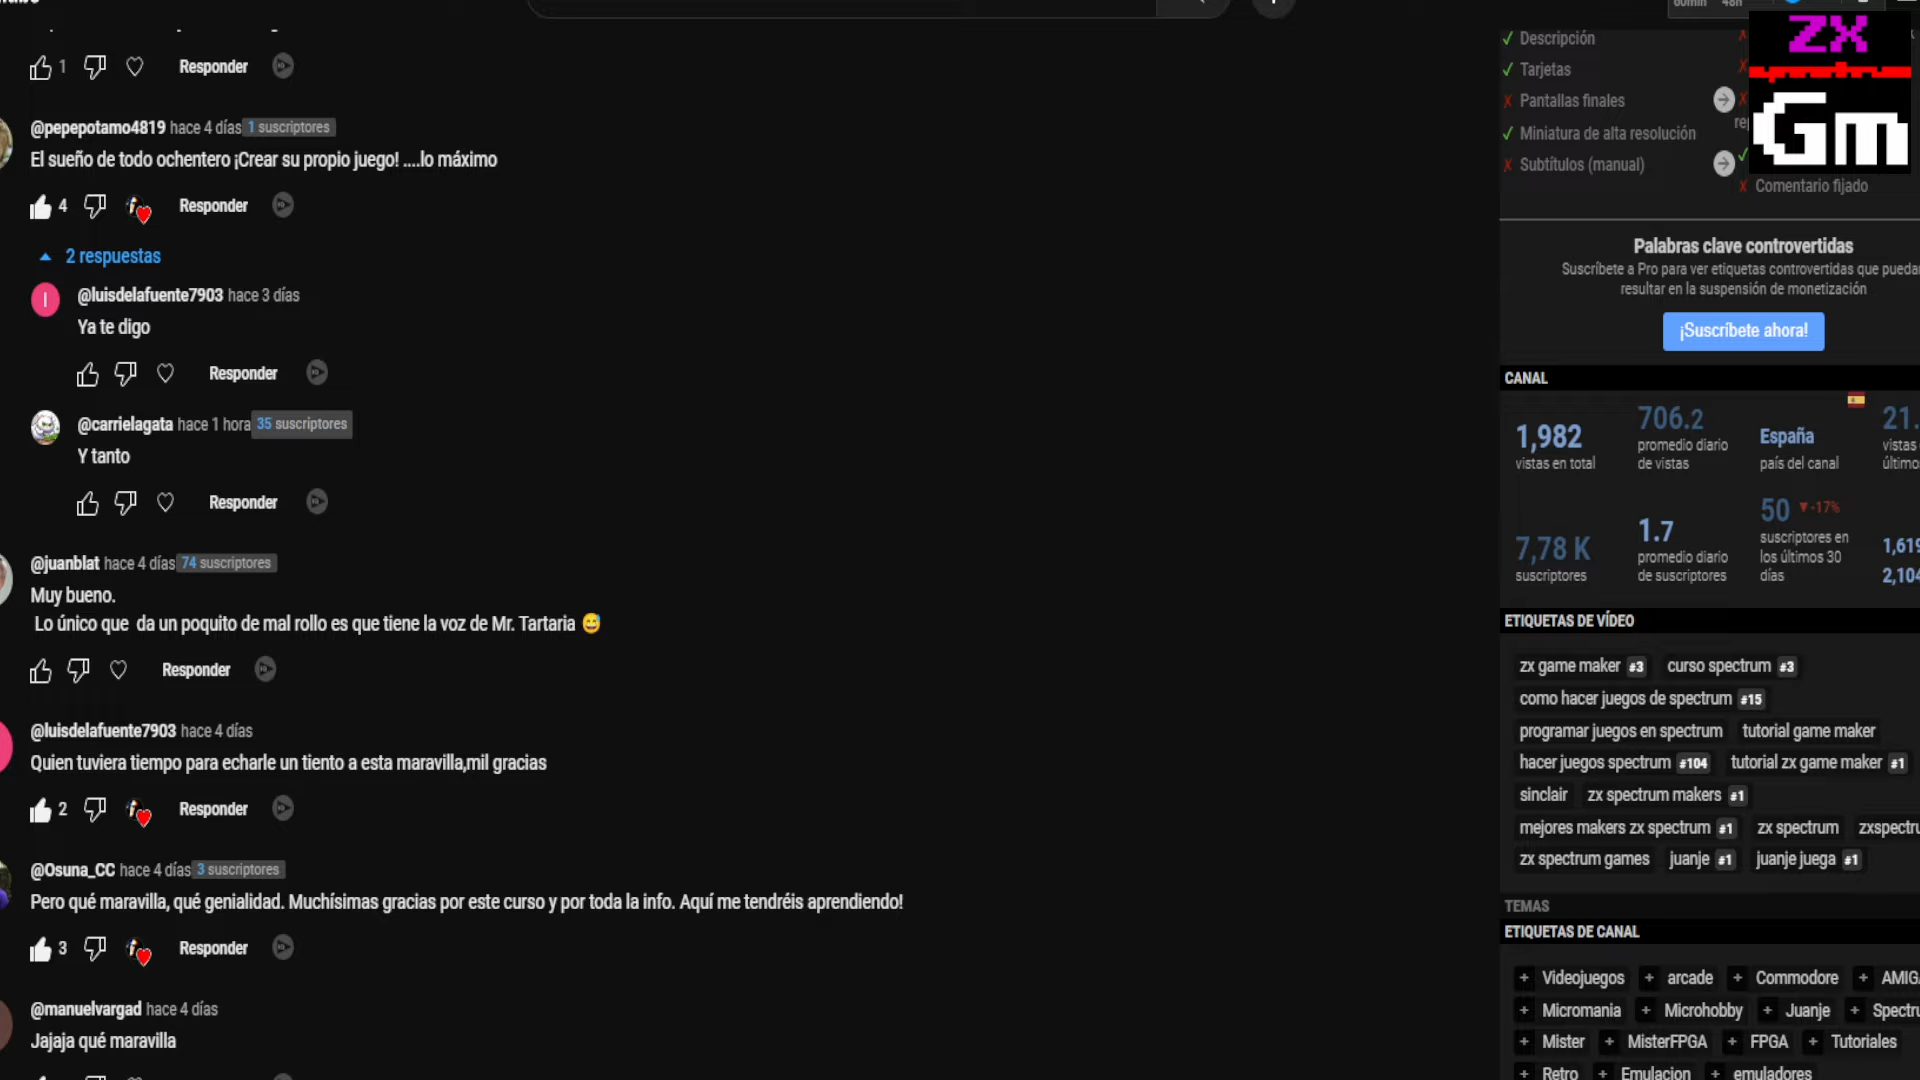 60min 48h
1 Responder
@pepepotamo4819 hace 4 días 1 suscriptores
El sueño de todo ochentero ¡Crear su propio juego! ....lo máximo
4 Responder
2 respuestas
@luisdelafuente7903 hace 3 días
Ya te digo
Responder
@carrielagata hace 1 hora 35 suscriptores
Y tanto
Responder
@juanblat hace 4 días 74 suscriptores
Muy bueno.
Lo único que da un poquito de mal rollo es que tiene la voz de Mr. Tartaria 😅
Responder
@luisdelafuente7903 hace 4 días
Quien tuviera tiempo para echarle un tiento a esta maravilla,mil gracias
2 Responder
@Osuna_CC hace 4 días 3 suscriptores
Pero qué maravilla, qué genialidad. Muchísimas gracias por este curso y por toda la info. Aquí me tendréis aprendiendo!
3 Responder
@manuelvargad hace 4 días
Jajaja qué maravilla
ZX
Gm
✓ Descripción
✓ Tarjetas
✗ Pantallas finales
✓ Miniatura de alta resolución
✗ Subtítulos (manual)
✗ Comentario fijado
Palabras clave controvertidas
Suscríbete a Pro para ver etiquetas controvertidas que puedan
resultar en la suspensión de monetización
¡Suscríbete ahora!
CANAL
1,982
vistas en total
706.2
promedio diario
de vistas
España
país del canal
21.
vistas
últimos
7,78 K
suscriptores
1.7
promedio diario
de suscriptores
50 ▼-17%
suscriptores en
los últimos 30
días
1,619
2,104
ETIQUETAS DE VÍDEO
zx game maker #3 curso spectrum #3
como hacer juegos de spectrum #15
programar juegos en spectrum tutorial game maker
hacer juegos spectrum #104 tutorial zx game maker #1
sinclair zx spectrum makers #1
mejores makers zx spectrum #1 zx spectrum zxspectru
zx spectrum games juanje #1 juanje juega #1
TEMAS
ETIQUETAS DE CANAL
+ Videojuegos + arcade + Commodore + AMIGA
+ Micromania + Microhobby + Juanje + Spectru
+ Mister + MisterFPGA + FPGA + Tutoriales
+ Retro + Emulacion + emuladores